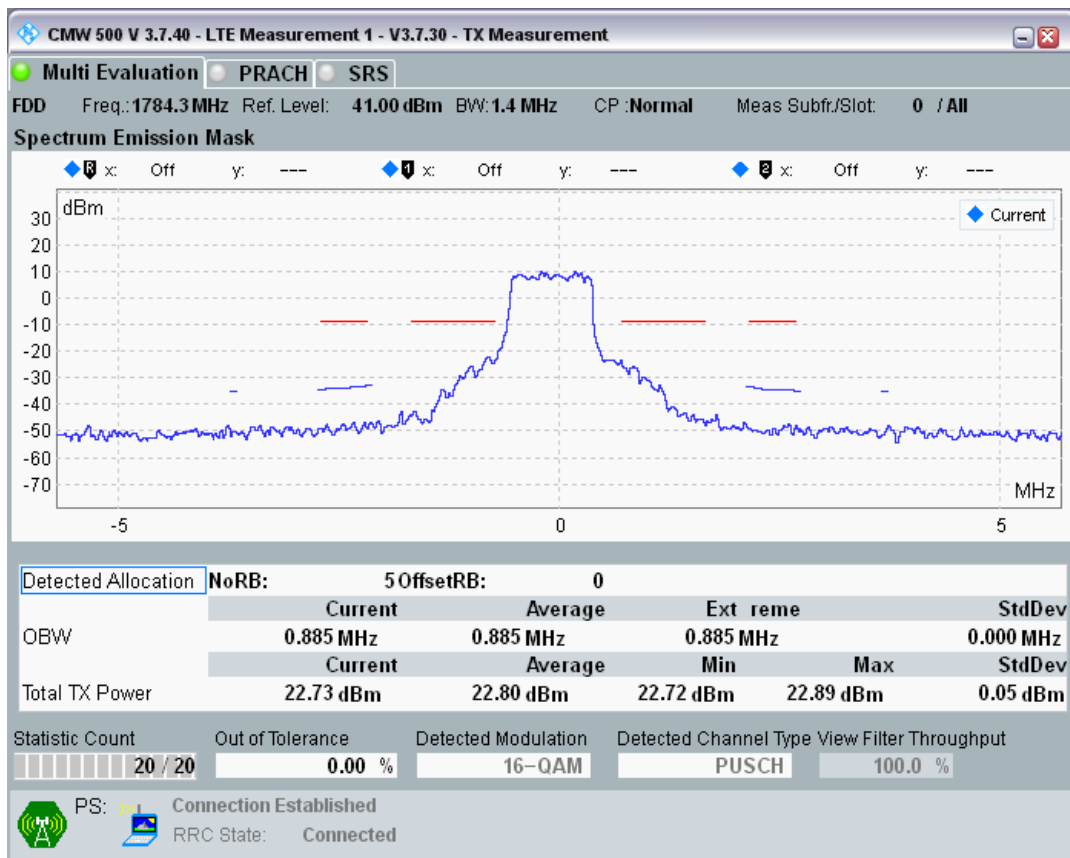 CMW 500 V 3.7.40 - LTE Measurement 1 - V3.7.30 - TX Measurement
Multi Evaluation PRACH SRS
FDD Freq.: 1784.3 MHz Ref. Level: 41.00 dBm BW: 1.4 MHz CP :Normal Meas Subfr./Slot: 0 / All
Spectrum Emission Mask
R x: Off y: --- 1 x: Off y: --- 2 x: Off y: ---
dBm
Current
30
20
10
0
-10
-20
-30
-40
-50
-60
-70
MHz
-5 0 5
Detected Allocation NoRB: 5 OffsetRB: 0
Current Average Ext reme StdDev
OBW 0.885 MHz 0.885 MHz 0.885 MHz 0.000 MHz
Current Average Min Max StdDev
Total TX Power 22.73 dBm 22.80 dBm 22.72 dBm 22.89 dBm 0.05 dBm
Statistic Count Out of Tolerance Detected Modulation Detected Channel Type View Filter Throughput
20 / 20 0.00 % 16-QAM PUSCH 100.0 %
PS: Connection Established
RRC State: Connected